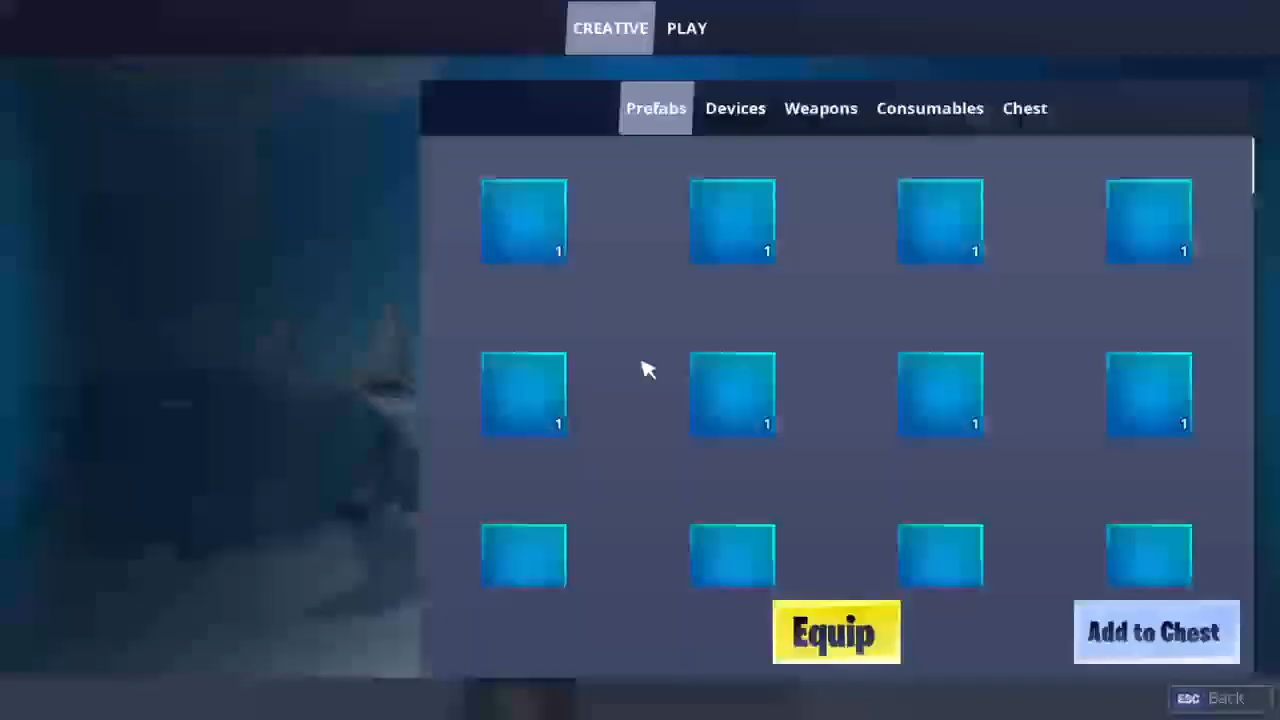 CREATIVE PLAY
Prefabs Devices Weapons Consumables Chest
1 1 1 1
1 1 1 1
Equip Add to Chest
ESC Back